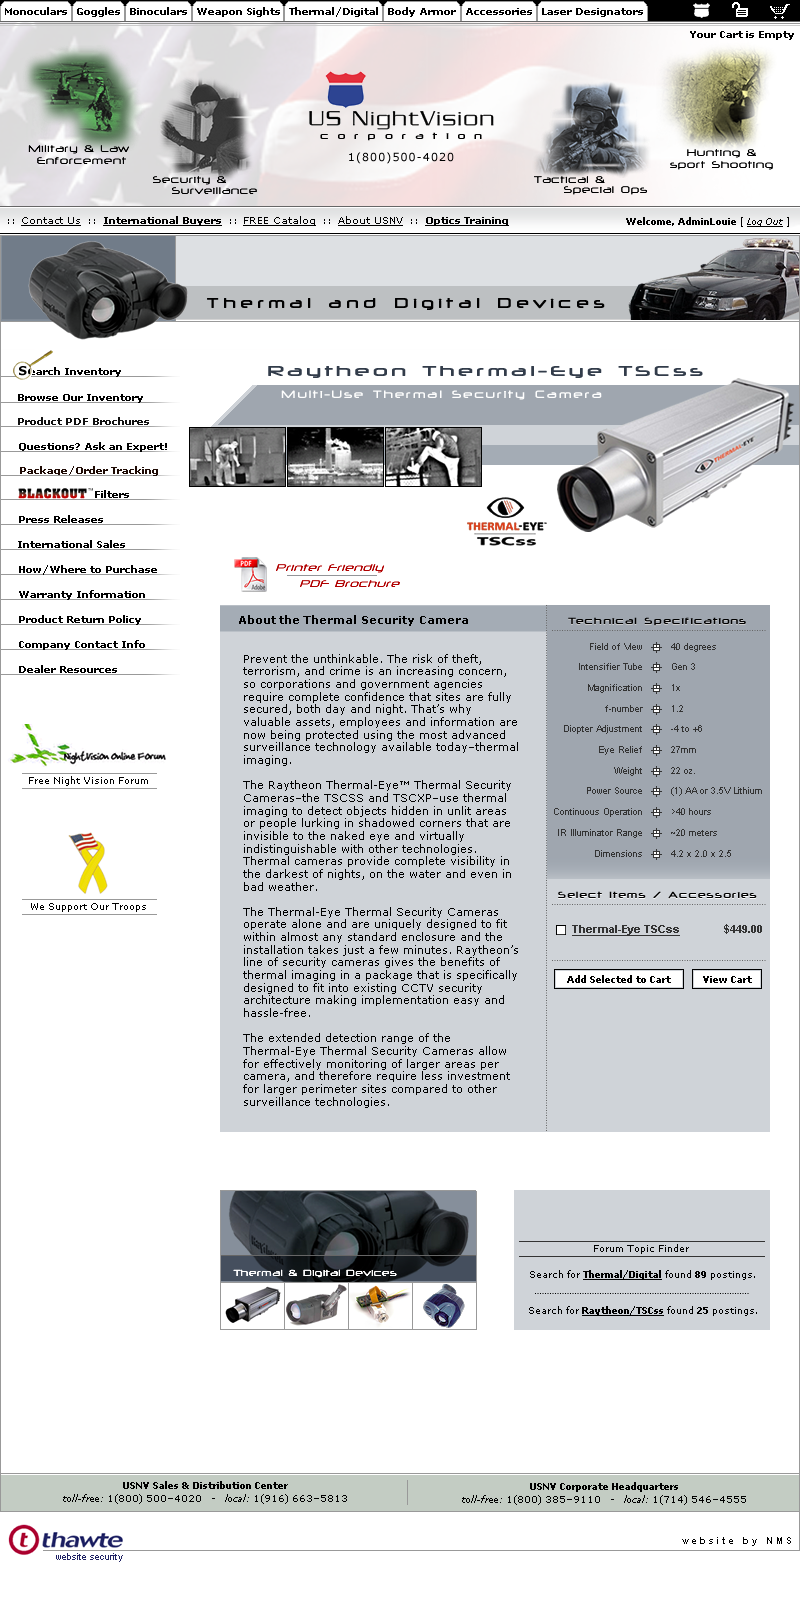 Monoculars Goggles Binoculars Weapon Sights Thermal/Digital Body Armor Accessories Laser Designators
Your Cart is Empty
Military & Law
Enforcement
Security &
Surveillance
US NightVision
corporation
1(800)500-4020
Tactical &
Special Ops
Hunting &
sport Shooting
:: Contact Us :: International Buyers :: FREE Catalog :: About USNV :: Optics Training
Welcome, AdminLouie [ Log Out ]
Thermal and Digital Devices
Search Inventory
Browse Our Inventory
Product PDF Brochures
Questions? Ask an Expert!
Package/Order Tracking
BLACKOUT™ Filters
Press Releases
International Sales
How/Where to Purchase
Warranty Information
Product Return Policy
Company Contact Info
Dealer Resources
NightVision Online Forum
Free Night Vision Forum
We Support Our Troops
Raytheon Thermal-Eye TSCss
Multi-Use Thermal Security Camera
THERMAL-EYE
THERMAL-EYE™
TSCss
PDF
Adobe
Printer Friendly
PDF Brochure
About the Thermal Security Camera
Prevent the unthinkable. The risk of theft,
terrorism, and crime is an increasing concern,
so corporations and government agencies
require complete confidence that sites are fully
secured, both day and night. That's why
valuable assets, employees and information are
now being protected using the most advanced
surveillance technology available today–thermal
imaging.
The Raytheon Thermal-Eye™ Thermal Security
Cameras–the TSCSS and TSCXP–use thermal
imaging to detect objects hidden in unlit areas
or people lurking in shadowed corners that are
invisible to the naked eye and virtually
indistinguishable with other technologies.
Thermal cameras provide complete visibility in
the darkest of nights, on the water and even in
bad weather.
The Thermal-Eye Thermal Security Cameras
operate alone and are uniquely designed to fit
within almost any standard enclosure and the
installation takes just a few minutes. Raytheon's
line of security cameras gives the benefits of
thermal imaging in a package that is specifically
designed to fit into existing CCTV security
architecture making implementation easy and
hassle-free.
The extended detection range of the
Thermal-Eye Thermal Security Cameras allow
for effectively monitoring of larger areas per
camera, and therefore require less investment
for larger perimeter sites compared to other
surveillance technologies.
Technical Specifications
Field of View 40 degrees
Intensifier Tube Gen 3
Magnification 1x
f-number 1.2
Diopter Adjustment -4 to +6
Eye Relief 27mm
Weight 22 oz.
Power Source (1) AA or 3.5V Lithium
Continuous Operation >40 hours
IR Illuminator Range ~20 meters
Dimensions 4.2 x 2.0 x 2.5
Select Items / Accessories
Thermal-Eye TSCss $449.00
Add Selected to Cart View Cart
Thermal & Digital Devices
Forum Topic Finder
Search for Thermal/Digital found 89 postings.
Search for Raytheon/TSCss found 25 postings.
USNV Sales & Distribution Center
toll-free: 1(800) 500-4020 - local: 1(916) 663-5813
USNV Corporate Headquarters
toll-free: 1(800) 385-9110 - local: 1(714) 546-4555
thawte
website security
website by NMS